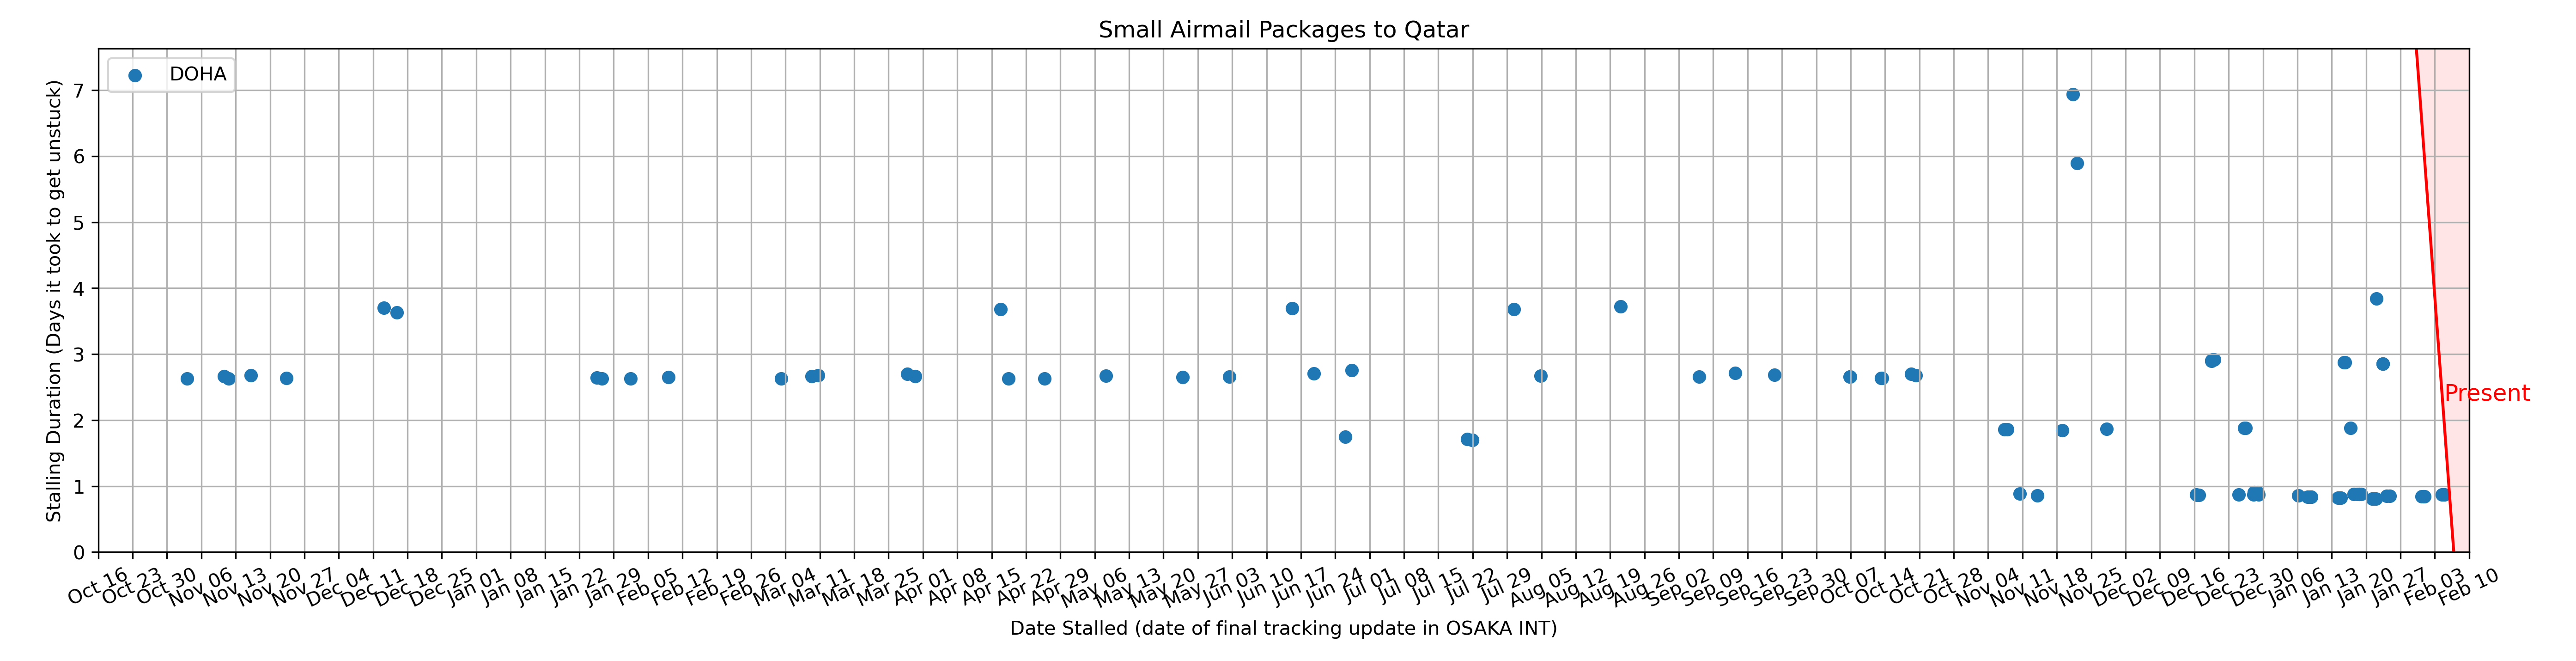 Small Airmail Packages to Qatar
DOHA
Stalling Duration (Days it took to get unstuck)
7
6
5
4
3
2
1
0
Present
Oct 16 Oct 23 Oct 30 Nov 06 Nov 13 Nov 20 Nov 27 Dec 04 Dec 11 Dec 18 Dec 25 Jan 01 Jan 08 Jan 15 Jan 22 Jan 29 Feb 05 Feb 12 Feb 19 Feb 26 Mar 04 Mar 11 Mar 18 Mar 25 Apr 01 Apr 08 Apr 15 Apr 22 Apr 29 May 06 May 13 May 20 May 27 Jun 03 Jun 10 Jun 17 Jun 24 Jul 01 Jul 08 Jul 15 Jul 22 Jul 29 Aug 05 Aug 12 Aug 19 Aug 26 Sep 02 Sep 09 Sep 16 Sep 23 Sep 30 Oct 07 Oct 14 Oct 21 Oct 28 Nov 04 Nov 11 Nov 18 Nov 25 Dec 02 Dec 09 Dec 16 Dec 23 Dec 30 Jan 06 Jan 13 Jan 20 Jan 27 Feb 03 Feb 10
Date Stalled (date of final tracking update in OSAKA INT)